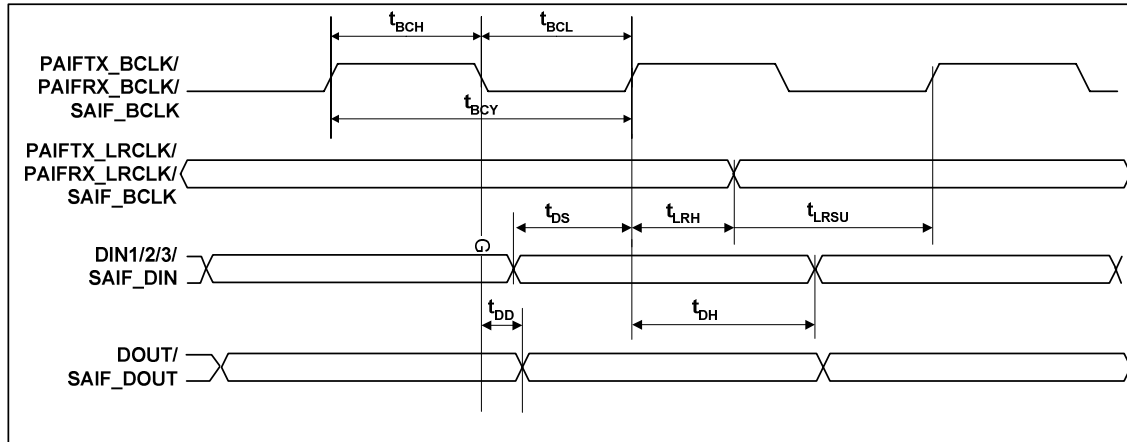 tBCH
tBCL
PAIFTX_BCLK/
PAIFRX_BCLK/
SAIF_BCLK
tBCY
PAIFTX_LRCLK/
PAIFRX_LRCLK/
SAIF_BCLK
tDS
tLRH
tLRSU
DIN1/2/3/
SAIF_DIN
G
tDD
tDH
DOUT/
SAIF_DOUT